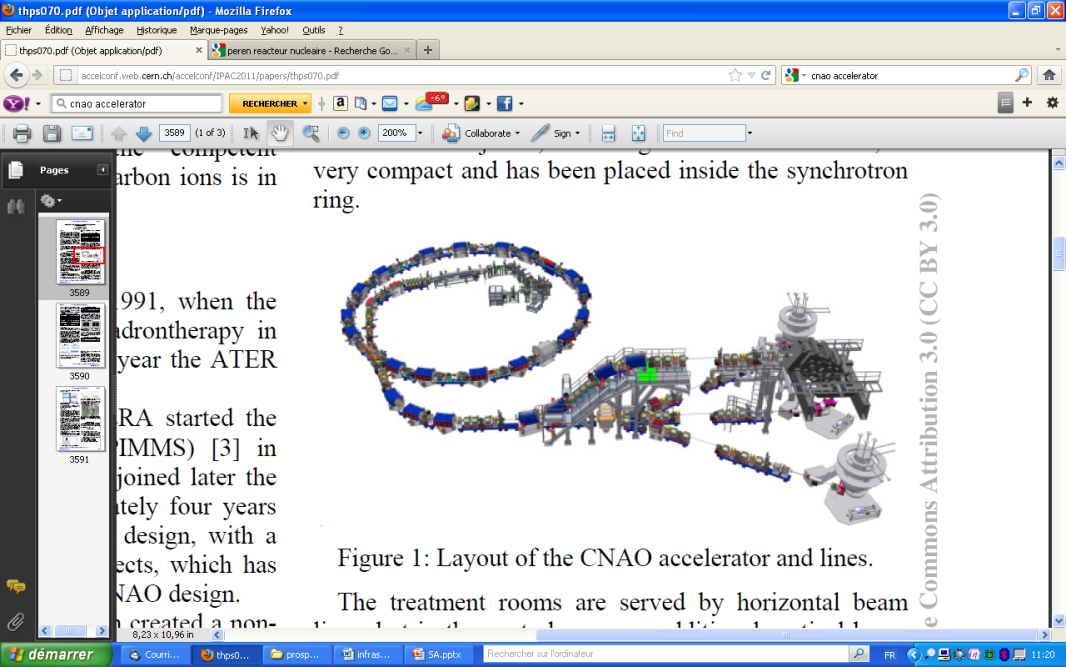 thps070.pdf (Objet application/pdf) - Mozilla Firefox
Fichier Édition Affichage Historique Marque-pages Yahoo! Outils ?
thps070.pdf (Objet application/pdf) × peren reacteur nucleaire - Recherche Go... × +
accelconf.web.cern.ch/accelconf/IPAC2011/papers/thps070.pdf cnao accelerator
Y! cnao accelerator RECHERCHER a -6°
3589 (1 of 3) 200% Collaborate Sign Find
Pages
3589
3590
3591
the competent
arbon ions is in
1991, when the
adrontherapy in
year the ATER
RA started the
PIMMS) [3] in
joined later the
ately four years
design, with a
ects, which has
NAO design.
created a non-
very compact and has been placed inside the synchrotron
ring.
Figure 1: Layout of the CNAO accelerator and lines.
The treatment rooms are served by horizontal beam
e Commons Attribution 3.0 (CC BY 3.0)
8,23 x 10,96 in
démarrer Courri... thps0... prosp... infras... SA.pptx Rechercher sur l'ordinateur FR 11:20